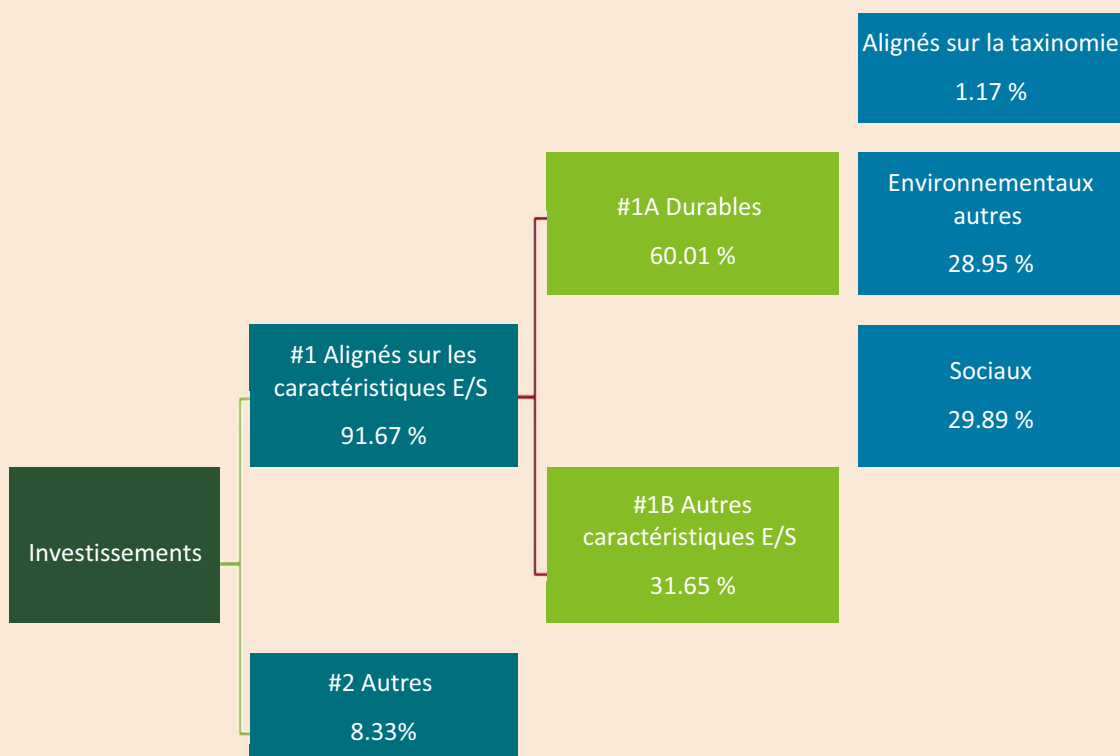 Alignés sur la taxinomie
1.17 %
#1A Durables
60.01 %
Environnementaux
autres
28.95 %
#1 Alignés sur les
caractéristiques E/S
91.67 %
Sociaux
29.89 %
Investissements
#1B Autres
caractéristiques E/S
31.65 %
#2 Autres
8.33%